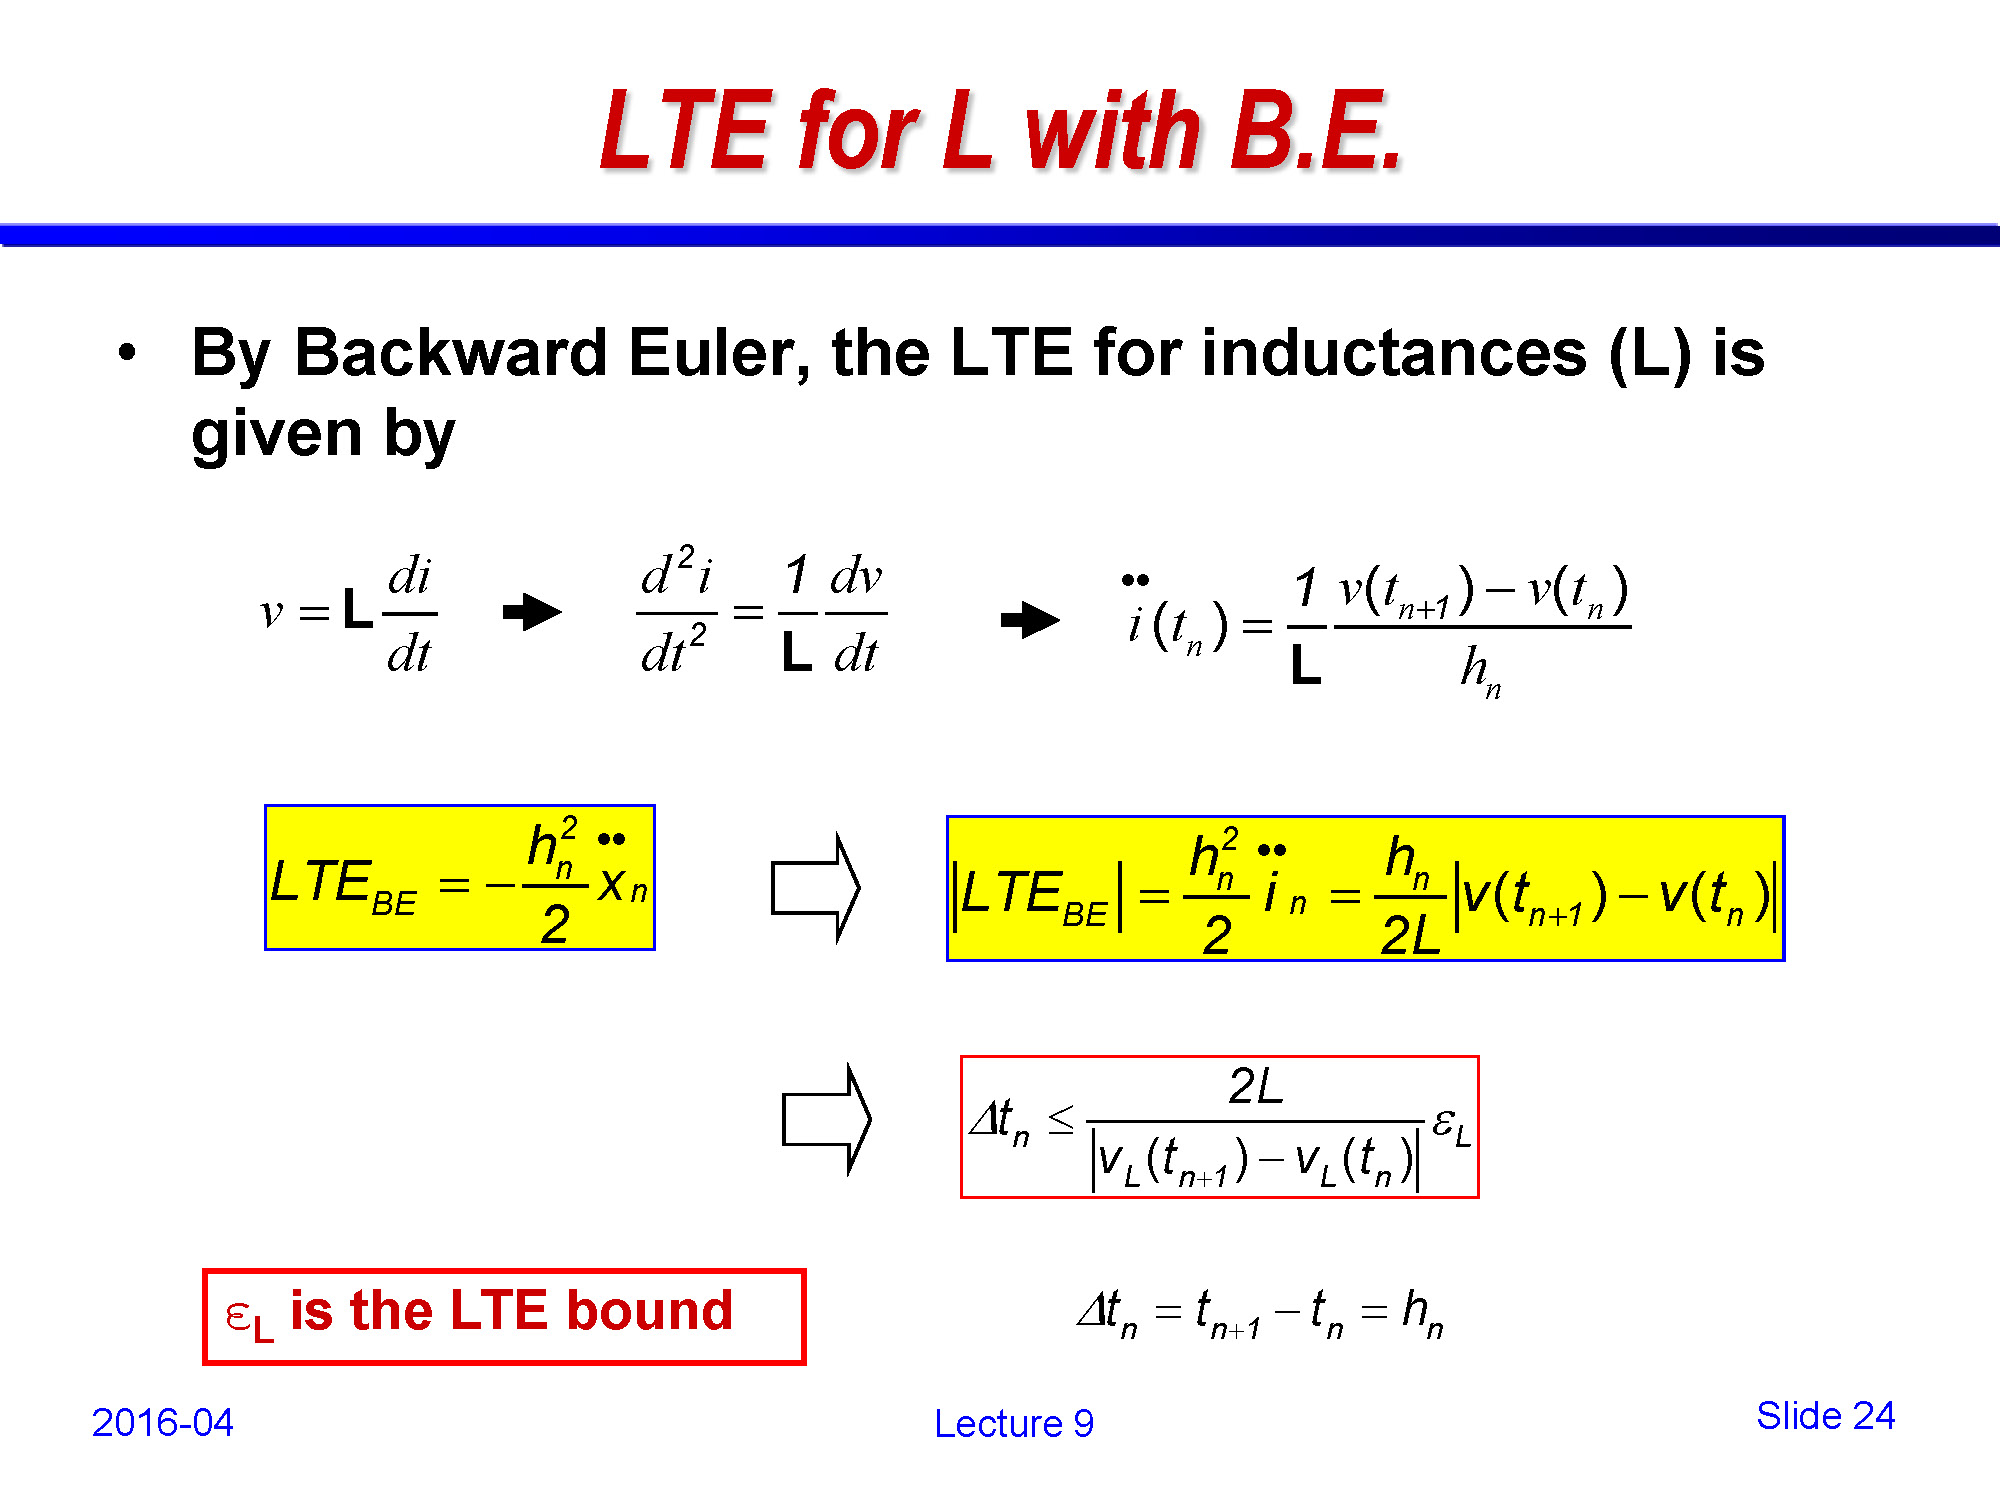 LTE for L with B.E.
• By Backward Euler, the LTE for inductances (L) is
given by
$v = \mathbf{L} \frac{di}{dt}$ ➡ $\frac{d^2 i}{dt^2} = \frac{1}{\mathbf{L}} \frac{dv}{dt}$ ➡ $\ddot{i}(t_n) = \frac{1}{\mathbf{L}} \frac{v(t_{n+1}) - v(t_n)}{h_n}$
$LTE_{BE} = -\frac{h_n^2}{2} \ddot{x}_n$ ⇨ $|LTE_{BE}| = \frac{h_n^2}{2} \ddot{i}_n = \frac{h_n}{2L} |v(t_{n+1}) - v(t_n)|$
⇨ $\Delta t_n \le \frac{2L}{|v_L(t_{n+1}) - v_L(t_n)|} \varepsilon_L$
$\varepsilon_L$ is the LTE bound
$\Delta t_n = t_{n+1} - t_n = h_n$
2016-04 Lecture 9 Slide 24